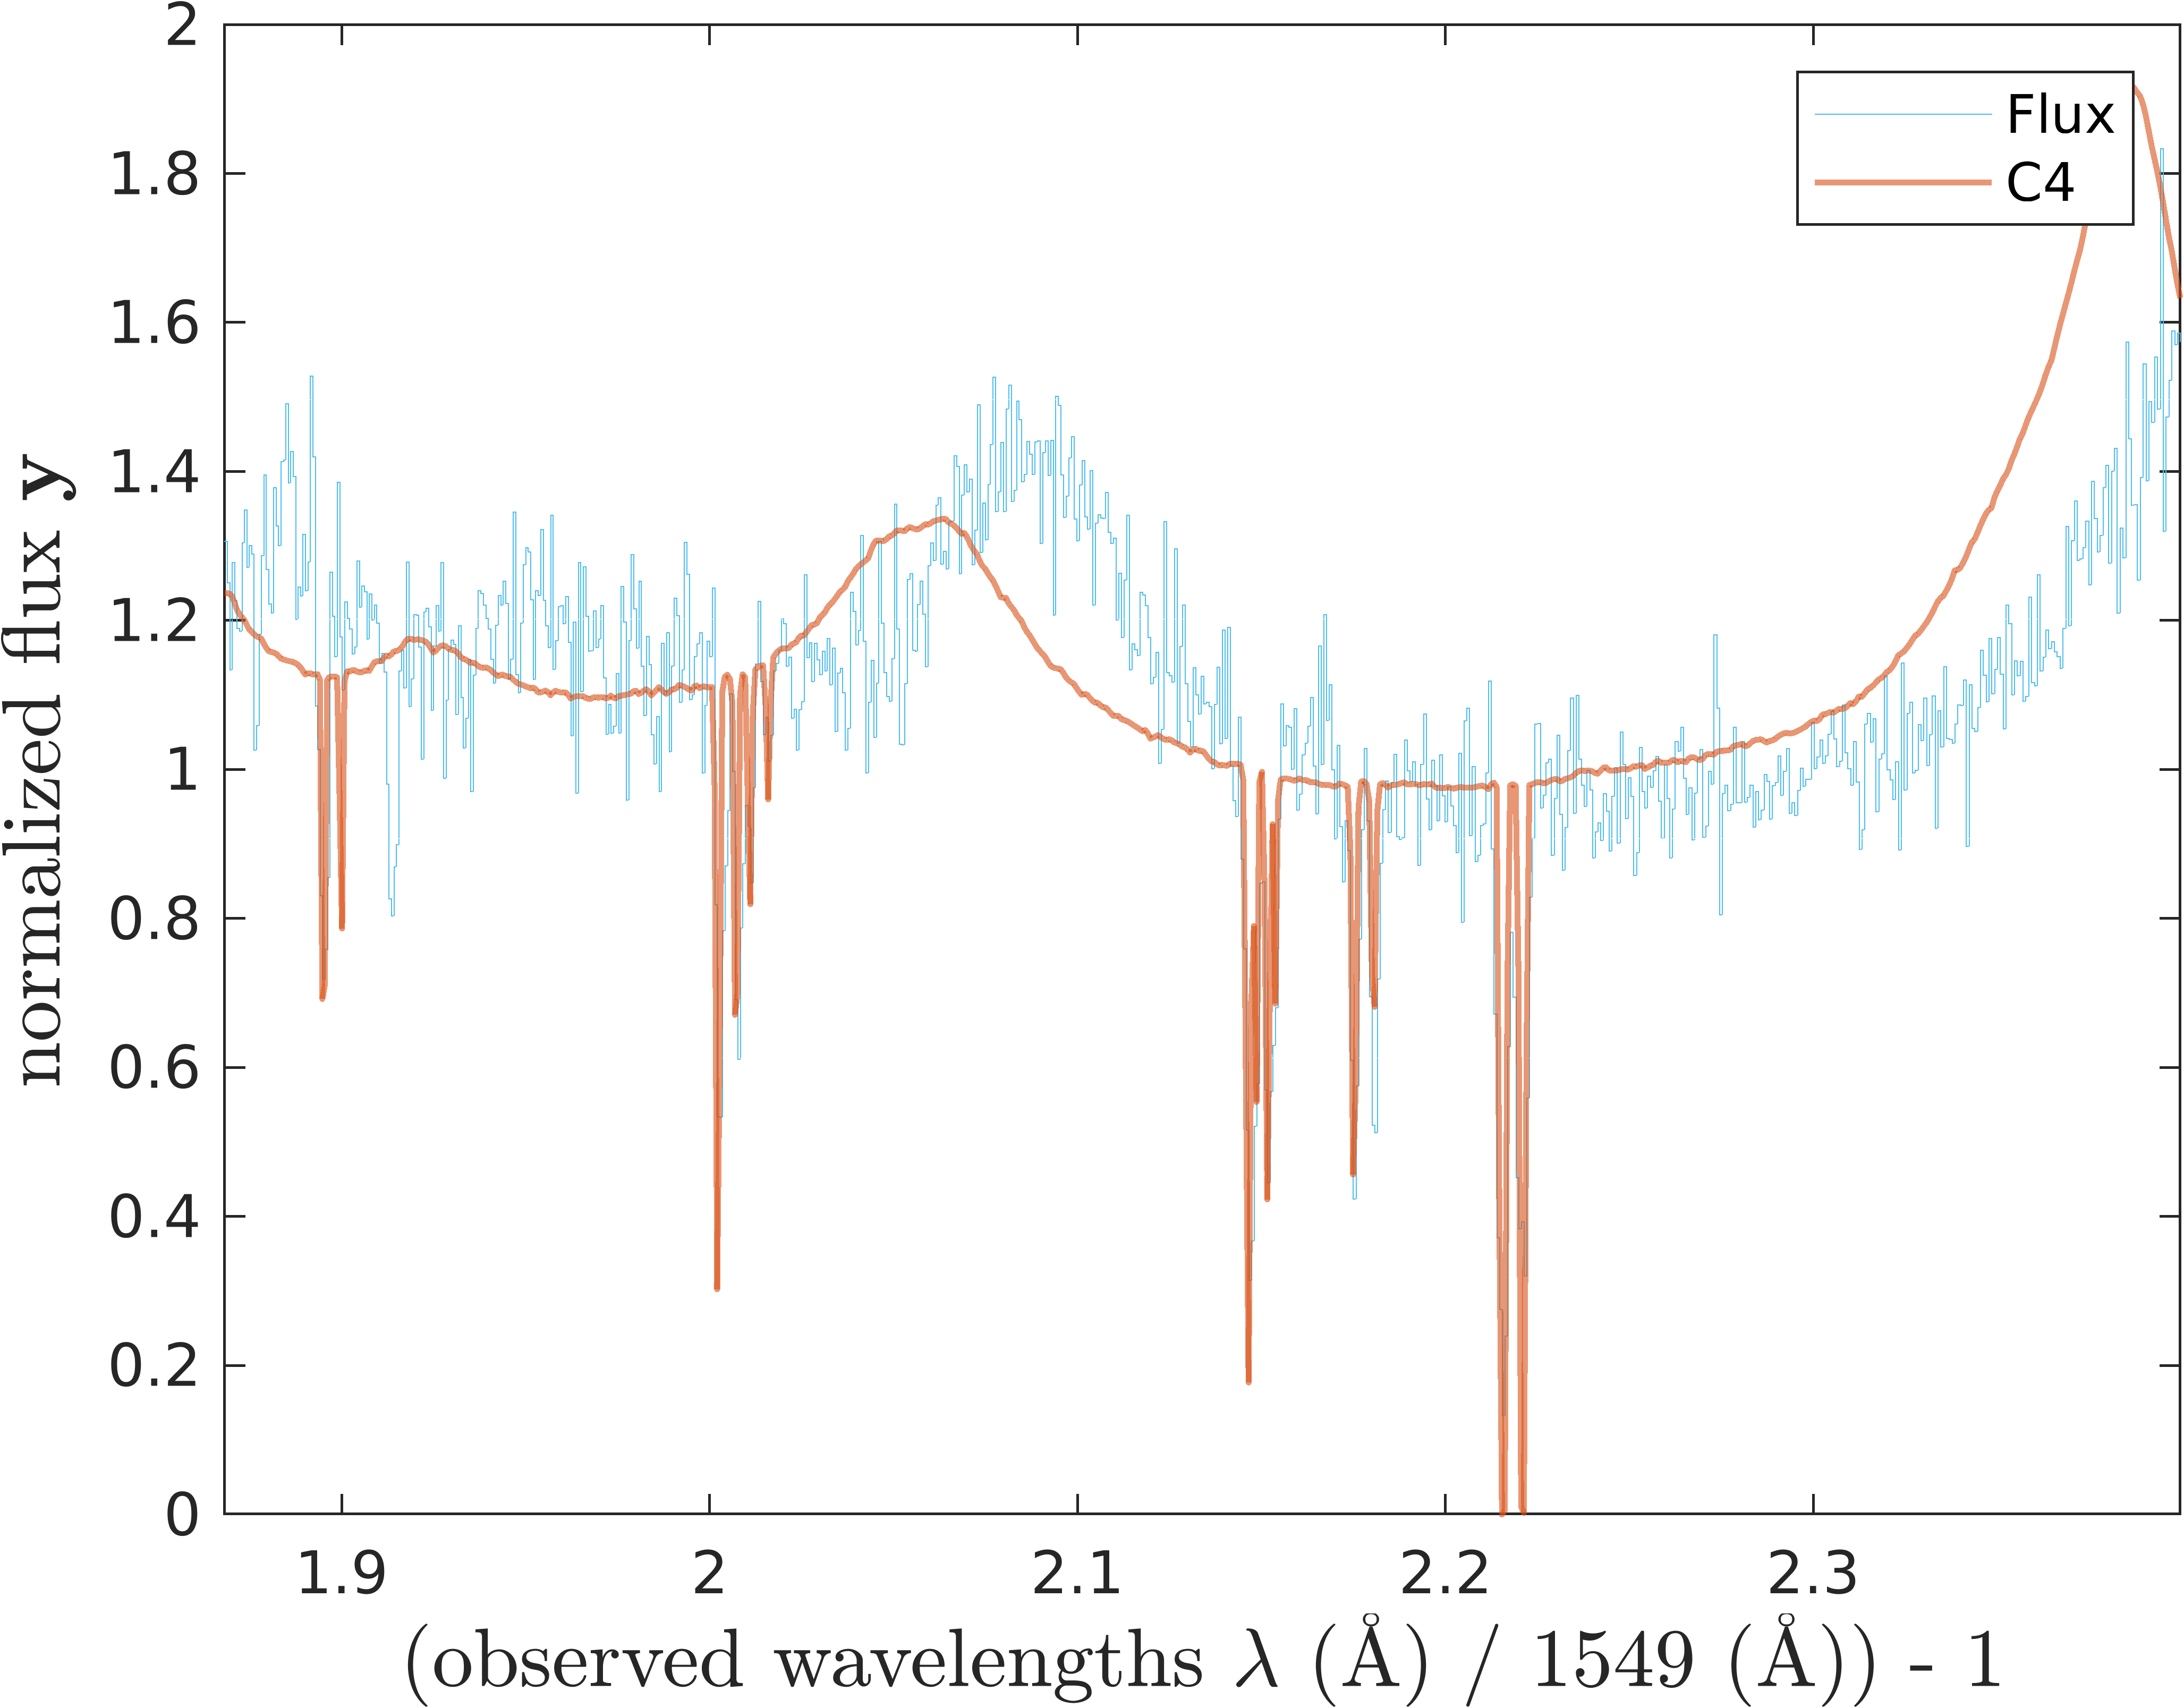 2
1.8
1.6
1.4
1.2
1
0.8
0.6
0.4
0.2
0
normalized flux y
Flux
C4
1.9 2 2.1 2.2 2.3
(observed wavelengths λ (Å) / 1549 (Å)) - 1